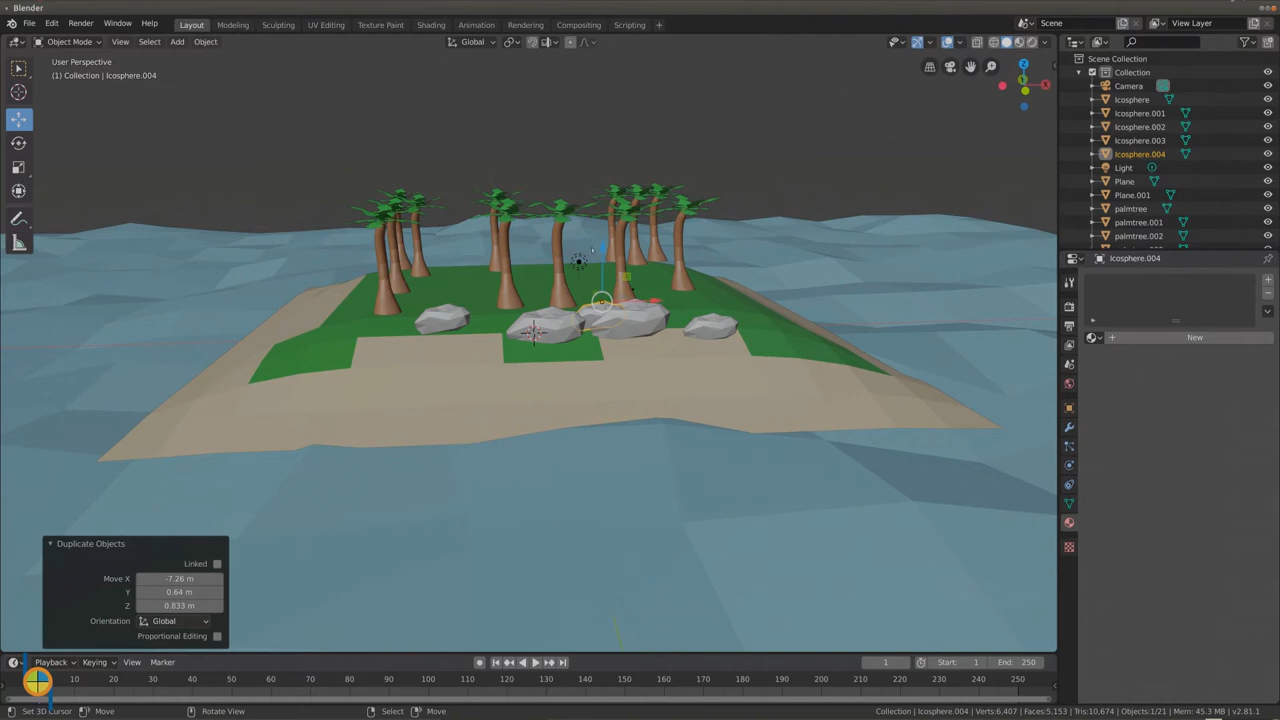 Blender
File Edit Render Window Help Layout Modeling Sculpting UV Editing Texture Paint Shading Animation Rendering Compositing Scripting + Scene View Layer
Object Mode View Select Add Object Global
User Perspective
(1) Collection | Icosphere.004
Z
X
Y
Scene Collection
Collection
Camera
Icosphere
Icosphere.001
Icosphere.002
Icosphere.003
Icosphere.004
Light
Plane
Plane.001
palmtree
palmtree.001
palmtree.002
Icosphere.004
New
Duplicate Objects
Linked
Move X -7.26 m
Y 0.64 m
Z 0.833 m
Orientation Global
Proportional Editing
Playback Keying View Marker 1 Start: 1 End: 250
10 20 30 40 50 60 70 80 90 100 110 120 130 140 150 160 170 180 190 200 210 220 230 240 250
Set 3D Cursor Move Rotate View Select Move Collection | Icosphere.004 | Verts:6,407 | Faces:5,153 | Tris:10,674 | Objects:1/21 | Mem: 45.3 MB | v2.81.1